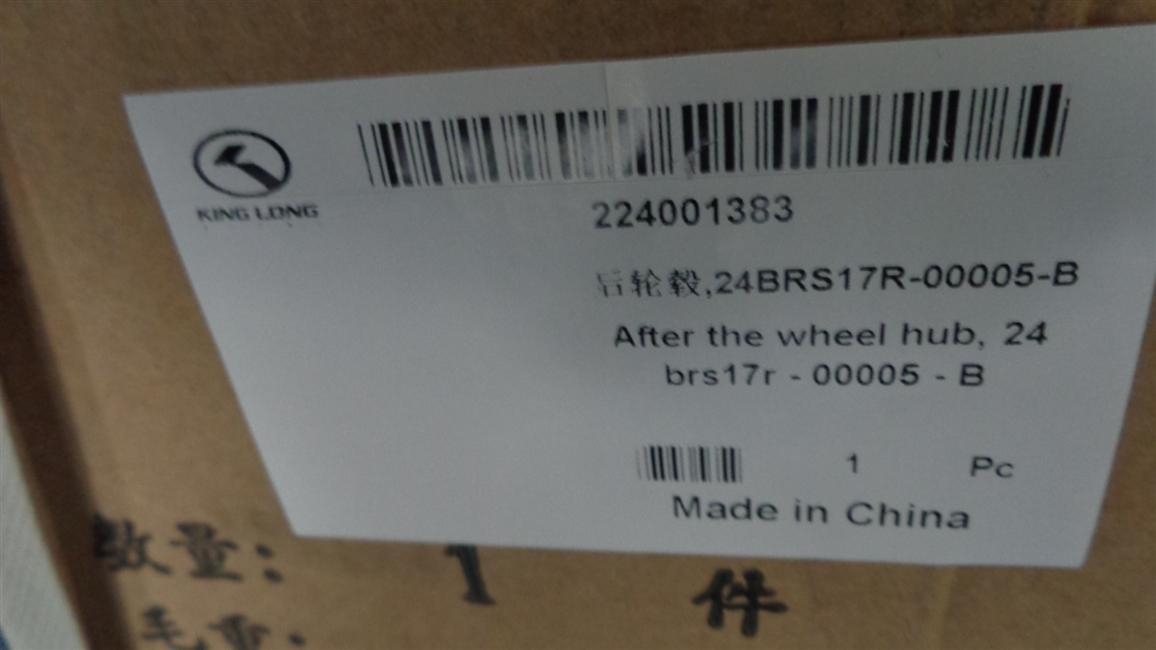 KING LONG
224001383
后轮毂,24BRS17R-00005-B
After the wheel hub, 24
brs17r - 00005 - B
1 Pc
Made in China
数量: 1 件
毛重: